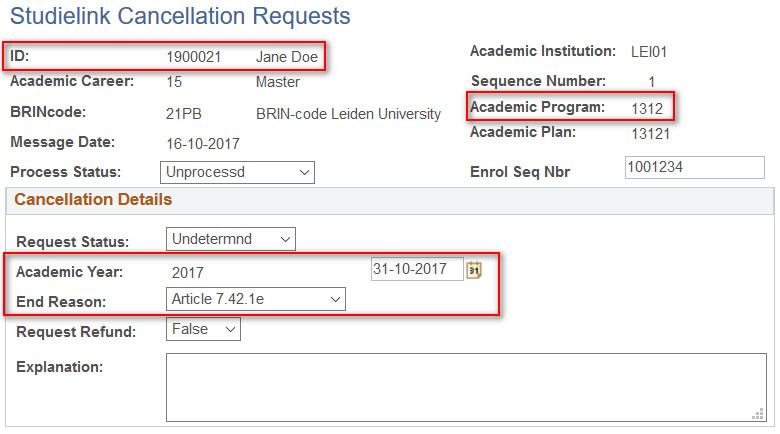 Studielink Cancellation Requests
ID: 1900021 Jane Doe Academic Institution: LEI01
Academic Career: 15 Master Sequence Number: 1
BRINcode: 21PB BRIN-code Leiden University Academic Program: 1312
Message Date: 16-10-2017 Academic Plan: 13121
Process Status: Unprocessd Enrol Seq Nbr 1001234
Cancellation Details
Request Status: Undetermnd
Academic Year: 2017 31-10-2017 31
End Reason: Article 7.42.1e
Request Refund: False
Explanation: